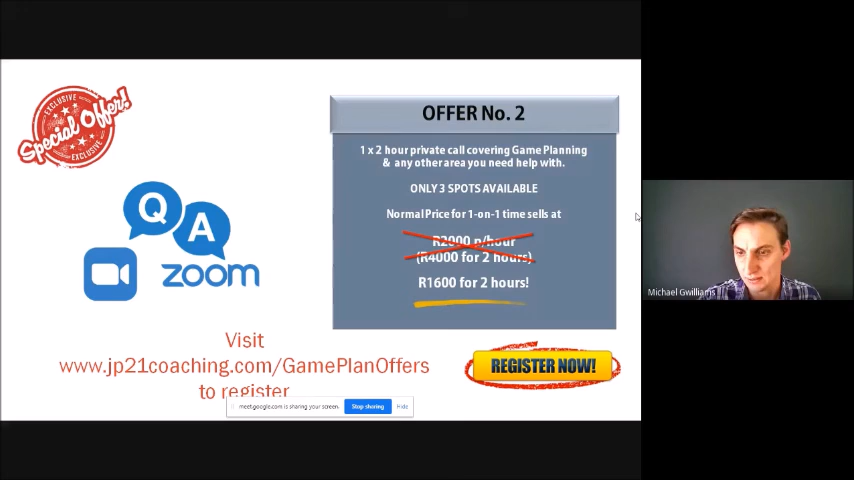 EXCLUSIVE
Special Offer!
EXCLUSIVE
Q
A
zoom
OFFER No. 2
1 x 2 hour private call covering Game Planning
& any other area you need help with.
ONLY 3 SPOTS AVAILABLE
Normal Price for 1-on-1 time sells at
R2000 p/hour
(R4000 for 2 hours)
R1600 for 2 hours!
Visit
www.jp21coaching.com/GamePlanOffers
to register
REGISTER NOW!
meet.google.com is sharing your screen.
Stop sharing
Hide
Michael Gwilliams